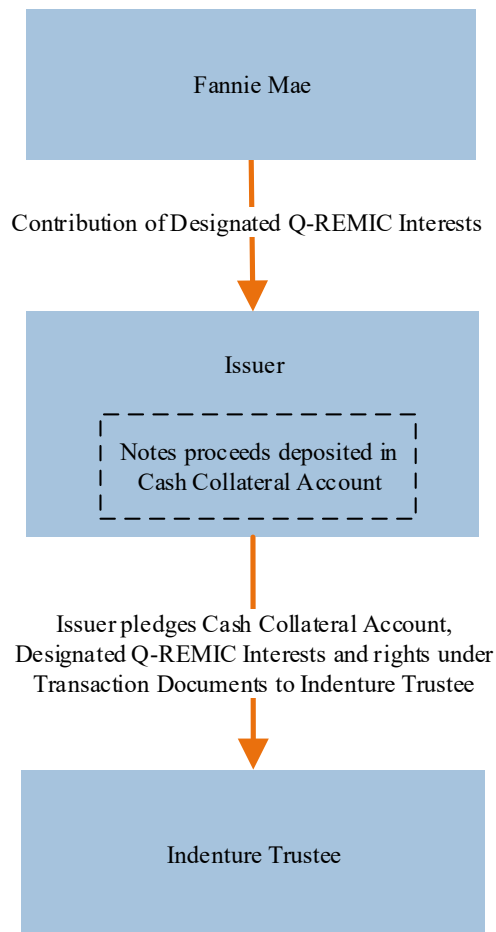 Fannie Mae
Contribution of Designated Q-REMIC Interests
Issuer
Notes proceeds deposited in
Cash Collateral Account
Issuer pledges Cash Collateral Account,
Designated Q-REMIC Interests and rights under
Transaction Documents to Indenture Trustee
Indenture Trustee